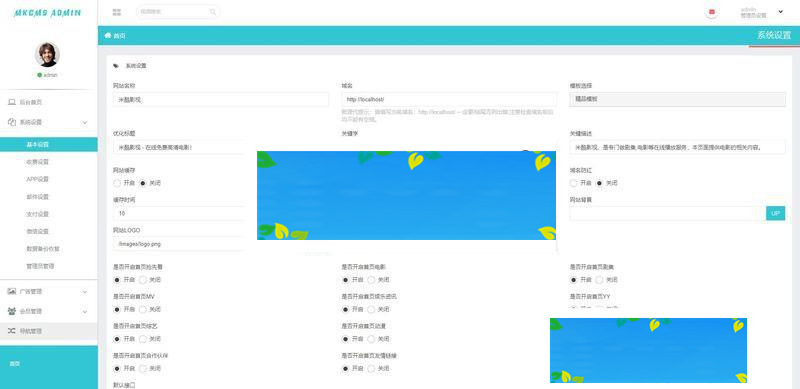 MKCMS ADMIN
视频搜索
admin
管理员设置
首页
系统设置
admin
后台首页
系统设置
基本设置
收费设置
APP设置
邮件设置
支付设置
微信设置
数据备份恢复
管理员管理
广告管理
会员管理
导航管理
首页
系统设置
网站名称
域名
模板选择
米酷影视
http://localhost/
精品模板
优化标题
关键字
关键描述
米酷影视 - 在线免费高清电影！
米酷影视，是专门做剧集,电影等在线播放服务，本页面提供电影的相关内容。
网站缓存
域名防红
开启 关闭
开启 关闭
缓存时间
网站背景
10
UP
网站LOGO
/images/logo.png
是否开启首页抢先看
是否开启首页电影
是否开启首页剧集
开启 关闭
开启 关闭
开启 关闭
是否开启首页MV
是否开启首页娱乐资讯
是否开启首页YY
开启 关闭
开启 关闭
是否开启首页综艺
是否开启首页动漫
开启 关闭
开启 关闭
是否开启首页合作伙伴
是否开启首页友情链接
开启 关闭
开启 关闭
默认接口